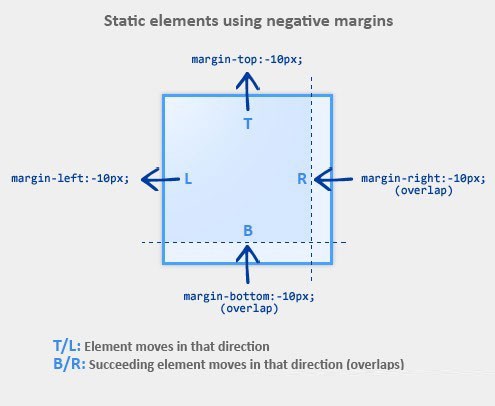 Static elements using negative margins
margin-top:-10px;
T
margin-left:-10px;
L
R
margin-right:-10px;
(overlap)
B
margin-bottom:-10px;
(overlap)
T/L: Element moves in that direction
B/R: Succeeding element moves in that direction (overlaps)